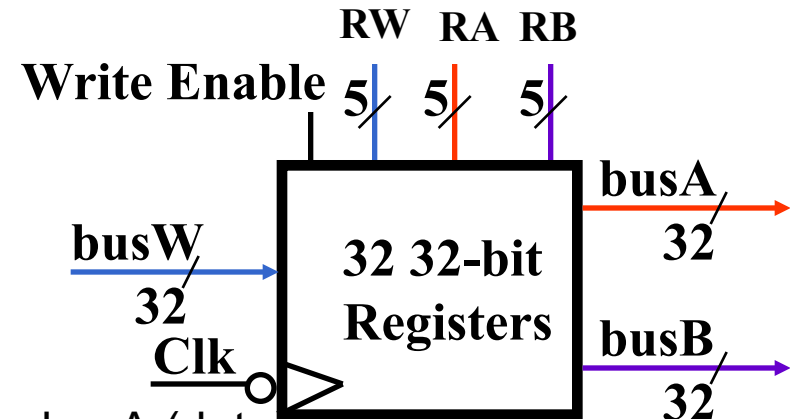 RW RA RB
Write Enable
5 5 5
busA
32
busW
32
32 32-bit
Registers
Clk
busB
32